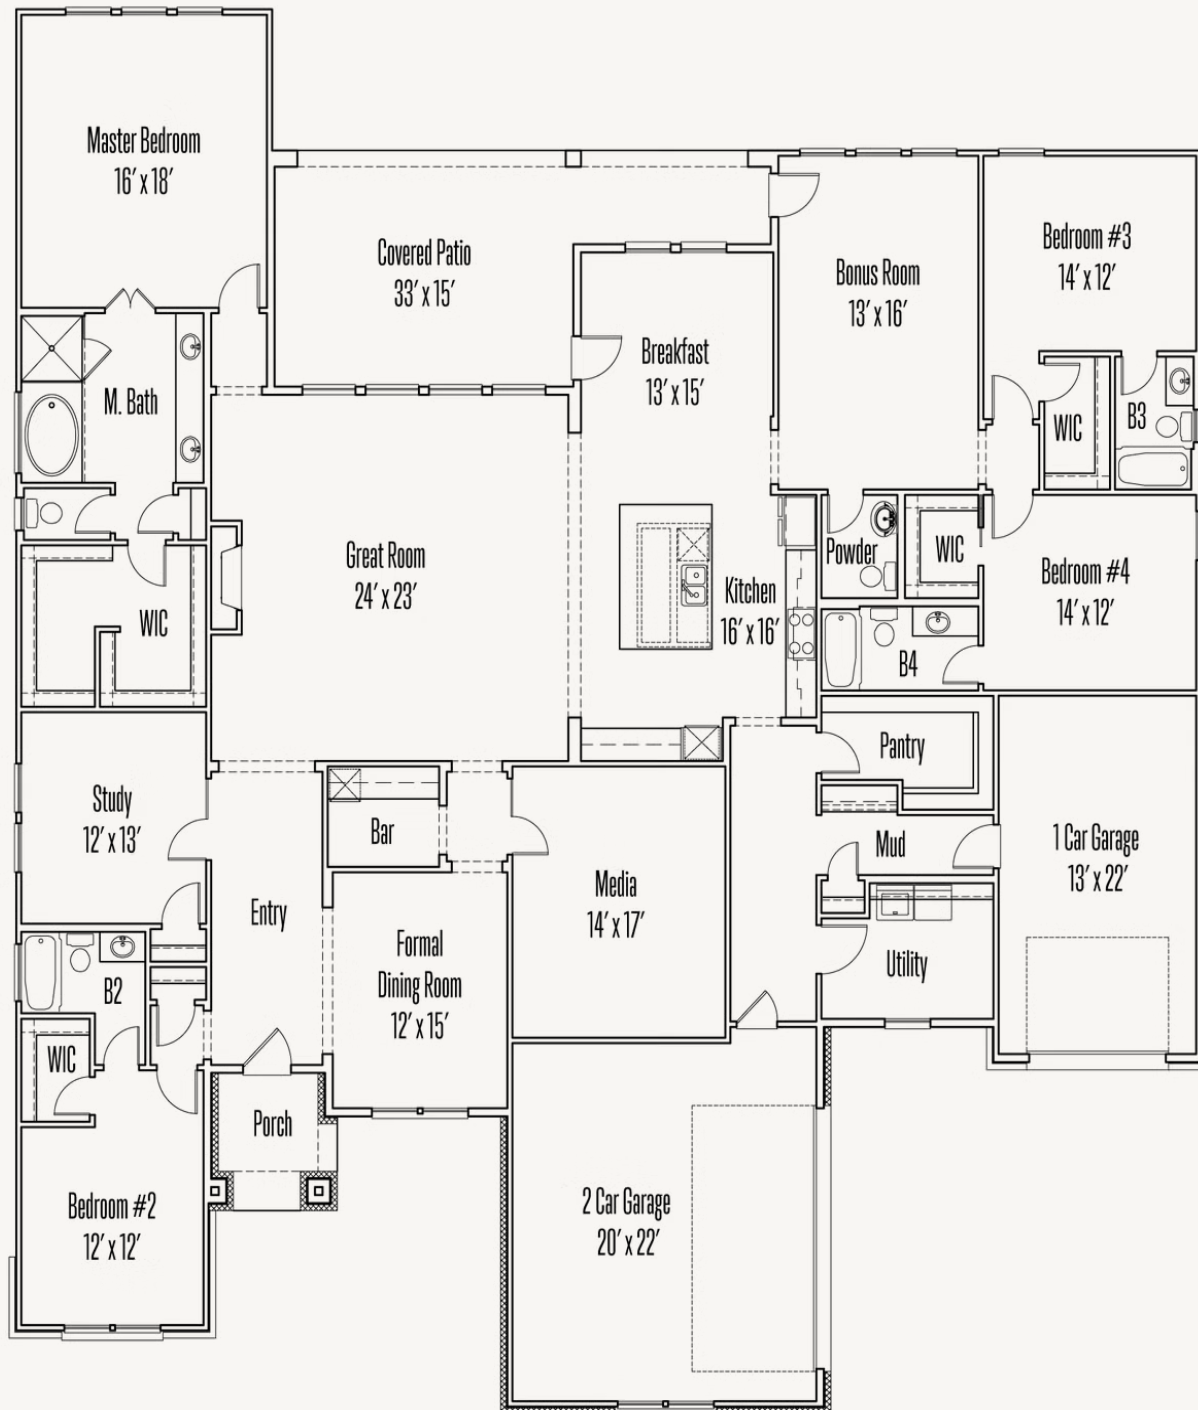 Master Bedroom
16' x 18'
Covered Patio
33' x 15'
Bonus Room
13' x 16'
Bedroom #3
14' x 12'
Breakfast
13' x 15'
M. Bath
WIC
B3
Great Room
24' x 23'
Kitchen
16' x 16'
Powder
WIC
Bedroom #4
14' x 12'
WIC
B4
Pantry
Study
12' x 13'
Bar
Mud
1 Car Garage
13' x 22'
Entry
Media
14' x 17'
Formal
Dining Room
12' x 15'
Utility
B2
WIC
Porch
Bedroom #2
12' x 12'
2 Car Garage
20' x 22'